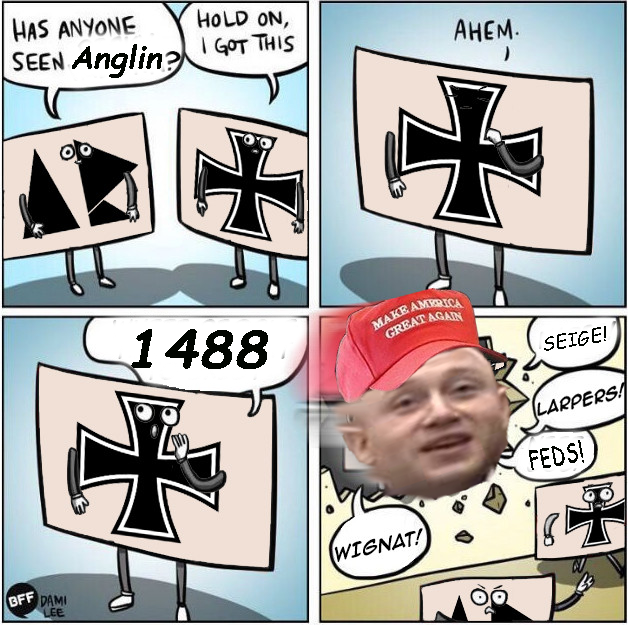 HAS ANYONE
SEEN Anglin?
HOLD ON,
I GOT THIS
AHEM.
1488
MAKE AMERICA
GREAT AGAIN
SEIGE!
LARPERS!
FEDS!
WIGNAT!
BFF
DAMI
LEE